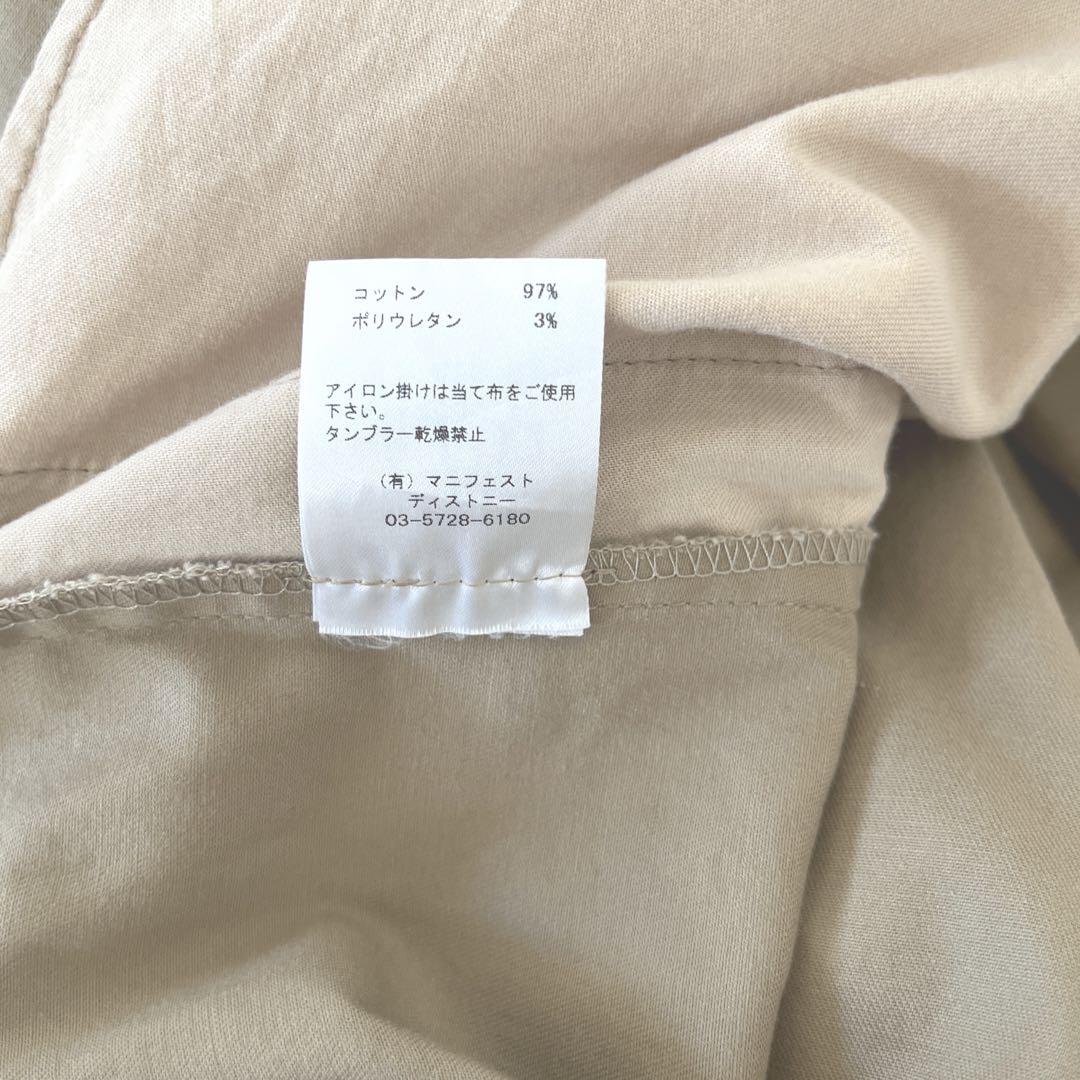 コットン 97%
ポリウレタン 3%
アイロン掛けは当て布をご使用
下さい。
タンブラー乾燥禁止
(有)マニフェスト
ディストニー
03-5728-6180